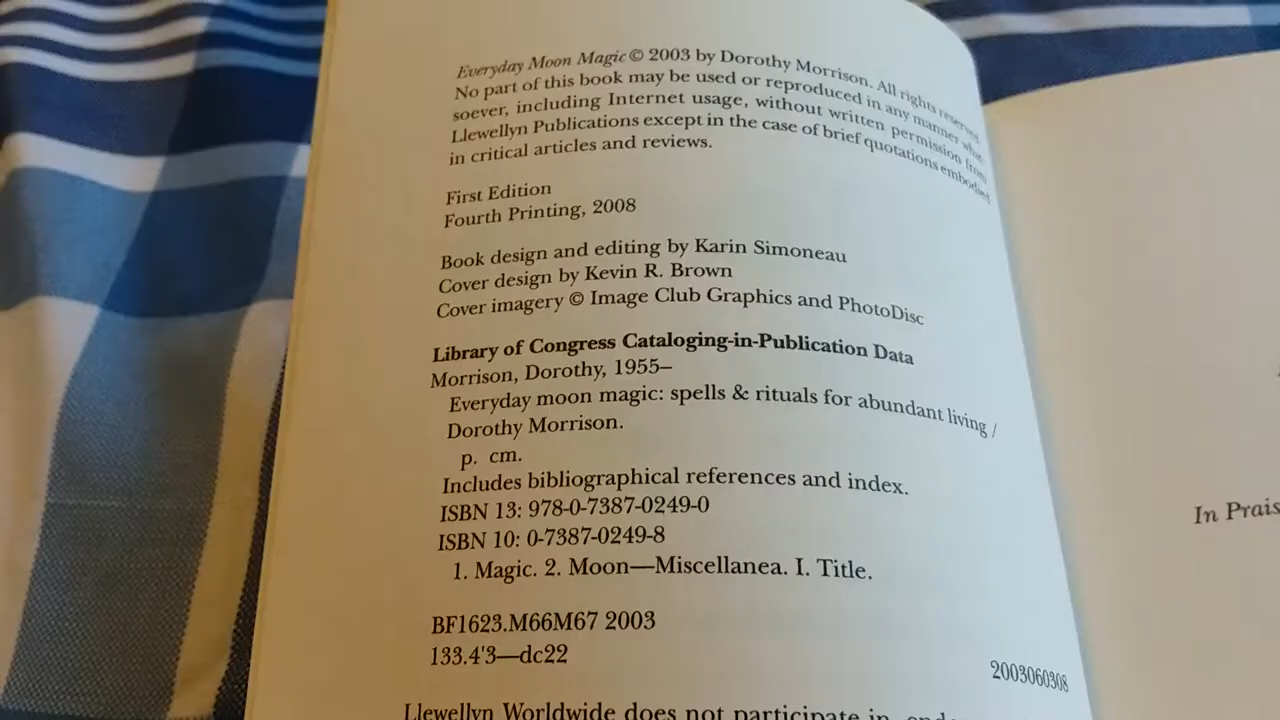 Everyday Moon Magic © 2003 by Dorothy Morrison. All rights reserved.
No part of this book may be used or reproduced in any manner what-
soever, including Internet usage, without written permission from
Llewellyn Publications except in the case of brief quotations embodied
in critical articles and reviews.
First Edition
Fourth Printing, 2008
Book design and editing by Karin Simoneau
Cover design by Kevin R. Brown
Cover imagery © Image Club Graphics and PhotoDisc
Library of Congress Cataloging-in-Publication Data
Morrison, Dorothy, 1955–
Everyday moon magic: spells & rituals for abundant living /
Dorothy Morrison.
p. cm.
Includes bibliographical references and index.
ISBN 13: 978-0-7387-0249-0
ISBN 10: 0-7387-0249-8
1. Magic. 2. Moon—Miscellanea. I. Title.
BF1623.M66M67 2003
133.4'3—dc22
2003060308
Llewellyn Worldwide does not participate in,
In